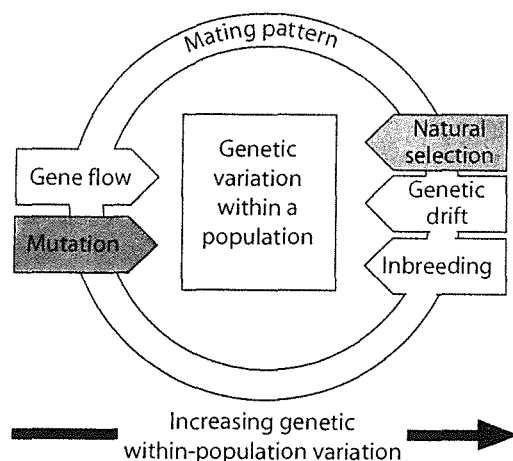 Mating pattern
Gene flow
Mutation
Genetic
variation
within a
population
Natural
selection
Genetic
drift
Inbreeding
Increasing genetic
within-population variation